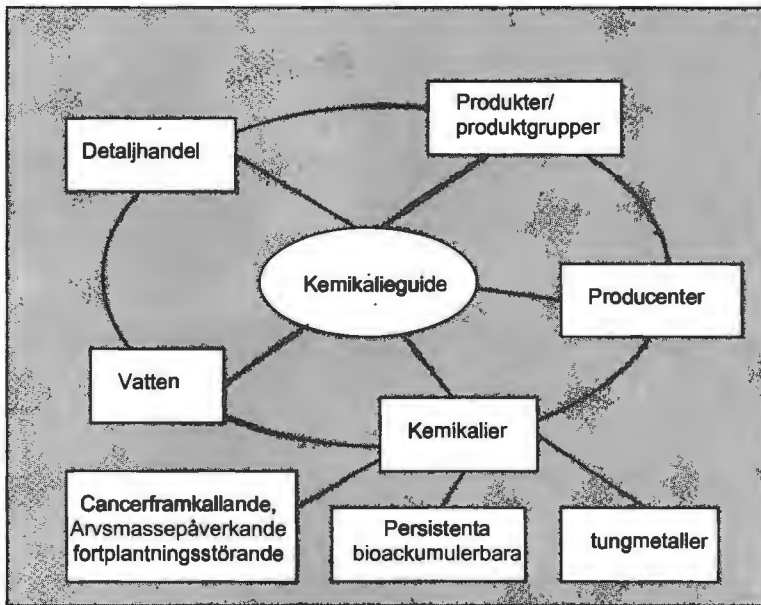 Produkter/
produktgrupper
Detaljhandel
Kemikalieguide
Producenter
Vatten
Kemikalier
Cancerframkallande,
Arvsmassepåverkande
fortplantningsstörande
Persistenta
bioackumulerbara
tungmetaller